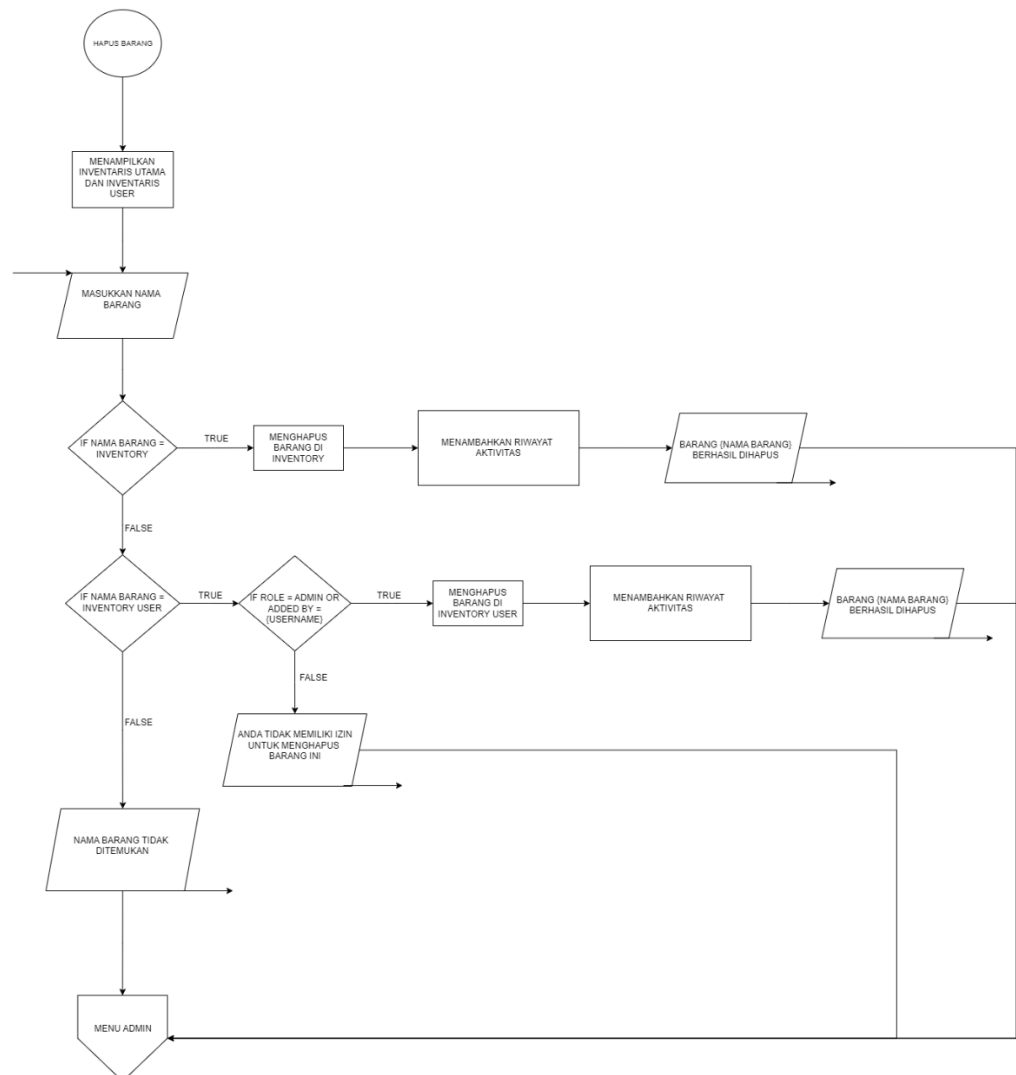 HAPUS BARANG
MENAMPILKAN
INVENTARIS UTAMA
DAN INVENTARIS
USER
MASUKKAN NAMA
BARANG
IF NAMA BARANG =
INVENTORY
TRUE
MENGHAPUS
BARANG DI
INVENTORY
MENAMBAHKAN RIWAYAT
AKTIVITAS
BARANG {NAMA BARANG}
BERHASIL DIHAPUS
FALSE
IF NAMA BARANG =
INVENTORY USER
TRUE
IF ROLE = ADMIN OR
ADDED BY =
{USERNAME}
TRUE
MENGHAPUS
BARANG DI
INVENTORY USER
MENAMBAHKAN RIWAYAT
AKTIVITAS
BARANG {NAMA BARANG}
BERHASIL DIHAPUS
FALSE
ANDA TIDAK MEMILIKI IZIN
UNTUK MENGHAPUS
BARANG INI
FALSE
NAMA BARANG TIDAK
DITEMUKAN
MENU ADMIN